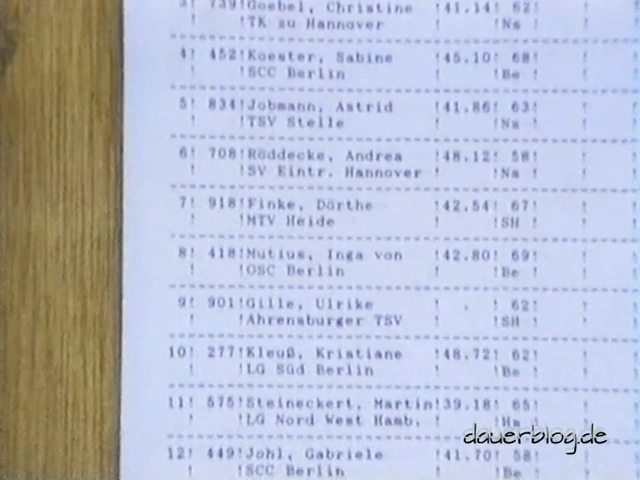 3! 739!Goebel, Christine !41.14! 62! ! !
! !TK zu Hannover ! !Ns ! ! !
4! 452!Koester, Sabine !45.10! 68! ! !
! !SCC Berlin ! !Be ! ! !
5! 834!Jobmann, Astrid !41.86! 63! ! !
! !TSV Stelle ! !Ns ! ! !
6! 708!Röddecke, Andrea !48.12! 58! ! !
! !SV Eintr. Hannover ! !Ns ! ! !
7! 918!Finke, Dörthe !42.54! 67! ! !
! !MTV Heide ! !SH ! ! !
8! 418!Mutius, Inga von !42.80! 69! ! !
! !OSC Berlin ! !Be ! ! !
9! 901!Gille, Ulrike ! . ! 62! ! !
! !Ahrensburger TSV ! !SH ! ! !
10! 277!Kleuß, Kristiane !48.72! 62! ! !
! !LG Süd Berlin ! !Be ! ! !
11! 575!Steineckert, Martin!39.18! 65! ! !
! !LG Nord West Hamb. ! !Ha
12! 449!Johl, Gabriele !41.70! 58! ! !
! !SCC Berlin ! !Be ! ! !
dauerblog.de